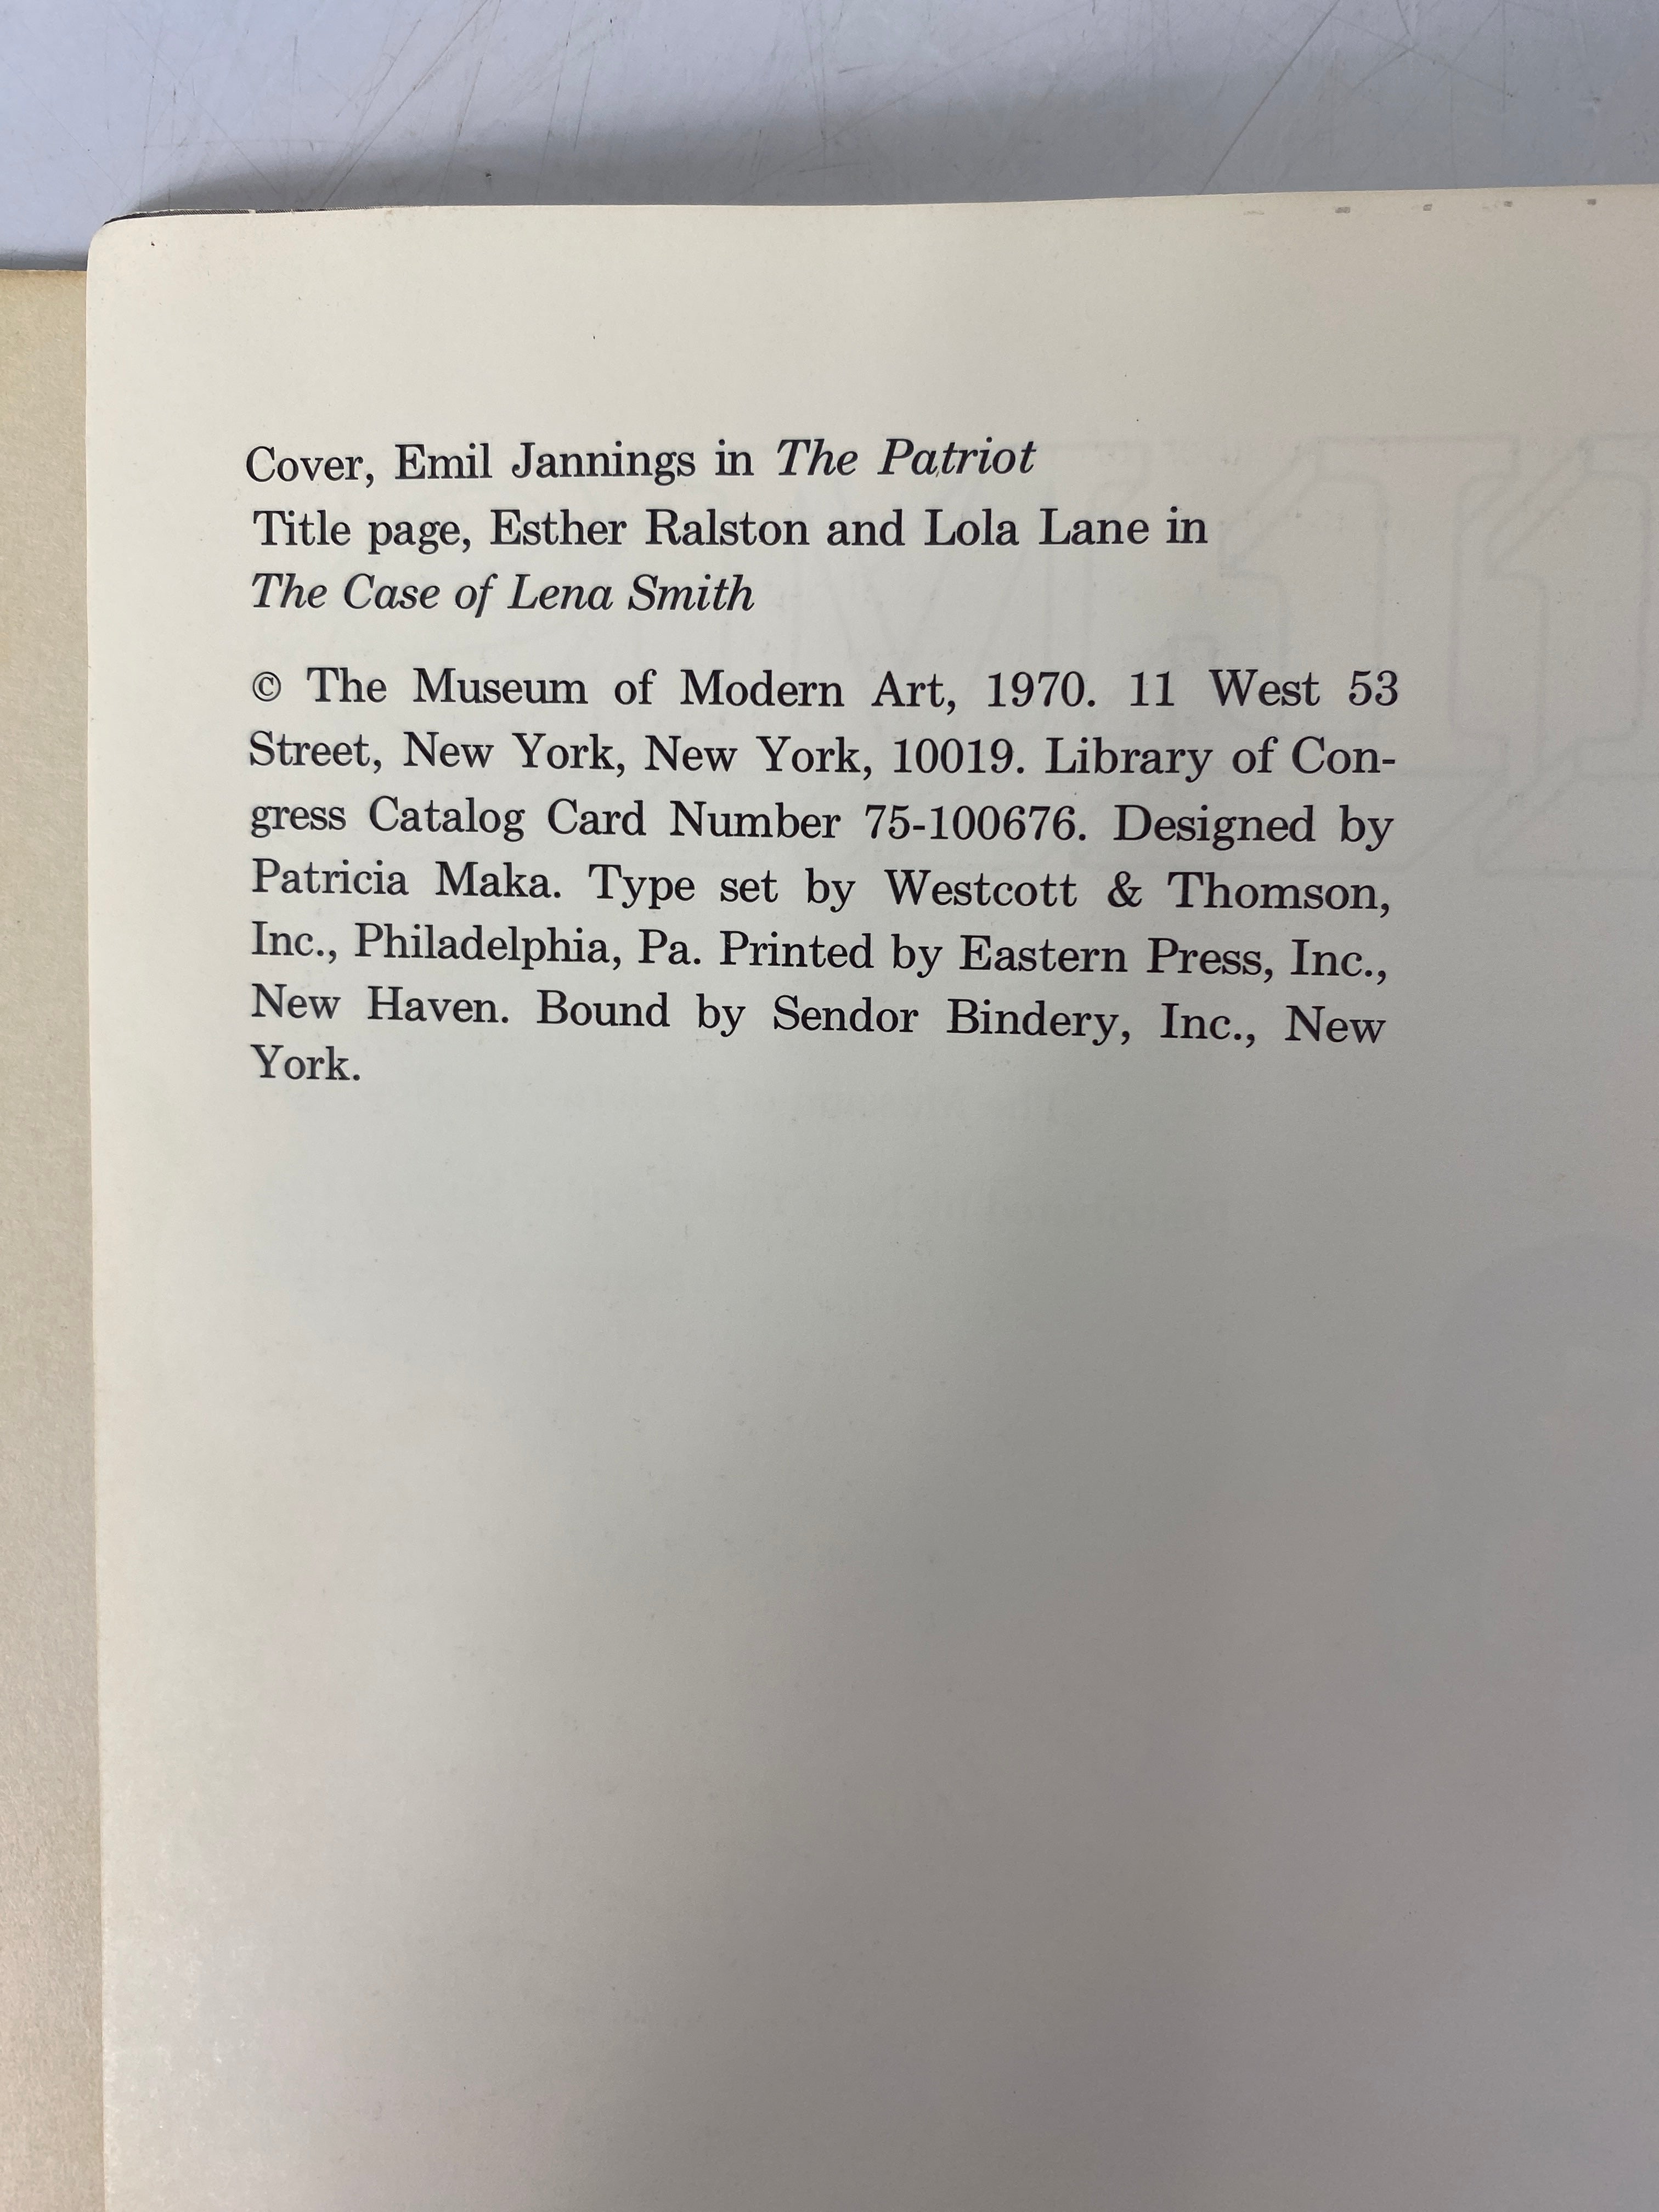 Cover, Emil Jannings in The Patriot
Title page, Esther Ralston and Lola Lane in
The Case of Lena Smith
© The Museum of Modern Art, 1970. 11 West 53
Street, New York, New York, 10019. Library of Con-
gress Catalog Card Number 75-100676. Designed by
Patricia Maka. Type set by Westcott & Thomson,
Inc., Philadelphia, Pa. Printed by Eastern Press, Inc.,
New Haven. Bound by Sendor Bindery, Inc., New
York.